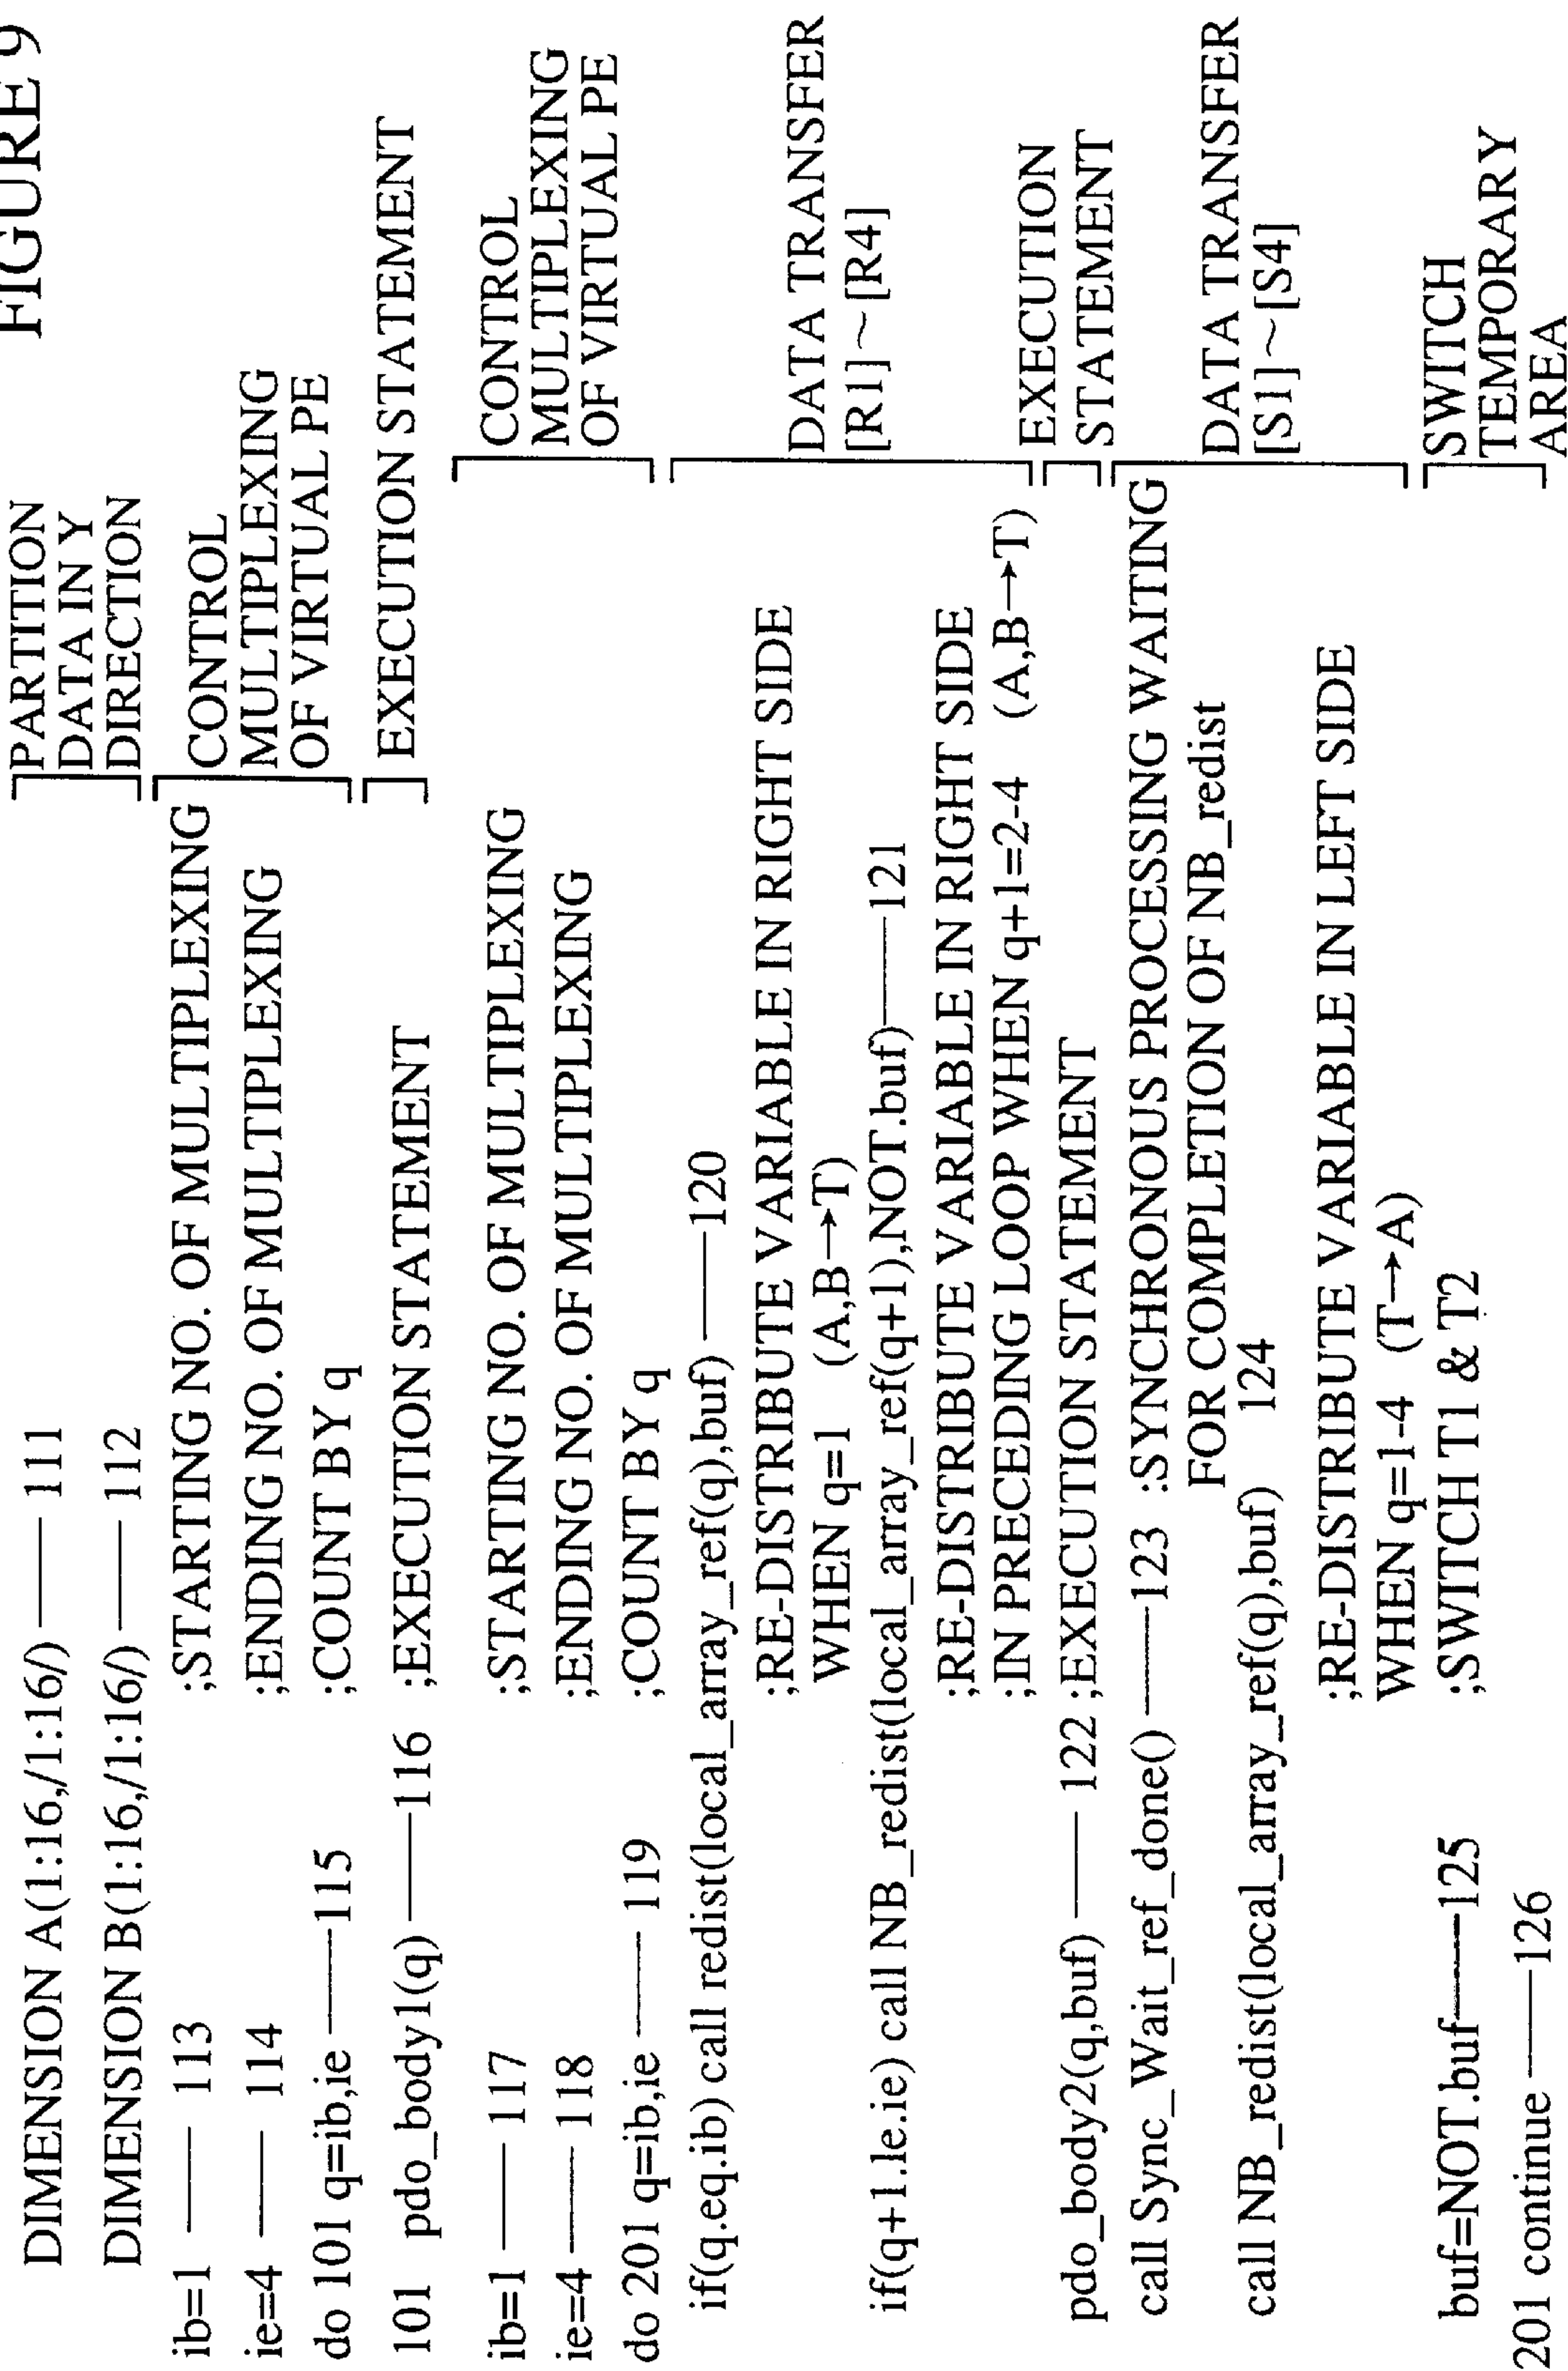 FIGURE 9
DIMENSION A(1:16,/1:16/) —— 111
DIMENSION B(1:16,/1:16/) —— 112
PARTITION
DATA IN Y
DIRECTION
ib=1 —— 113 ;STARTING NO. OF MULTIPLEXING
ie=4 —— 114 ;ENDING NO. OF MULTIPLEXING
do 101 q=ib,ie ——115 ;COUNT BY q
CONTROL
MULTIPLEXING
OF VIRTUAL PE
101 pdo_body1(q) ——116 ;EXECUTION STATEMENT
EXECUTION STATEMENT
ib=1 —— 117 ;STARTING NO. OF MULTIPLEXING
ie=4 —— 118 ;ENDING NO. OF MULTIPLEXING
do 201 q=ib,ie —— 119 ;COUNT BY q
CONTROL
MULTIPLEXING
OF VIRTUAL PE
if(q.eq.ib) call redist(local_array_ref(q),buf) ——120
;RE-DISTRIBUTE VARIABLE IN RIGHT SIDE
WHEN q=1 (A,B→T)
if(q+1.le.ie) call NB_redist(local_array_ref(q+1),NOT.buf)——121
;RE-DISTRIBUTE VARIABLE IN RIGHT SIDE
;IN PRECEDING LOOP WHEN q+1=2-4 (A,B→T)
DATA TRANSFER
[R1]~[R4]
pdo_body2(q,buf) —— 122 ;EXECUTION STATEMENT
EXECUTION
STATEMENT
call Sync_Wait_ref_done() ——123 :SYNCHRONOUS PROCESSING WAITING
FOR COMPLETION OF NB_redist
call NB_redist(local_array_ref(q),buf) 124
;RE-DISTRIBUTE VARIABLE IN LEFT SIDE
WHEN q=1-4 (T→A)
DATA TRANSFER
[S1]~[S4]
buf=NOT.buf——125 ;SWITCH T1 & T2
SWITCH
TEMPORARY
AREA
201 continue ——126